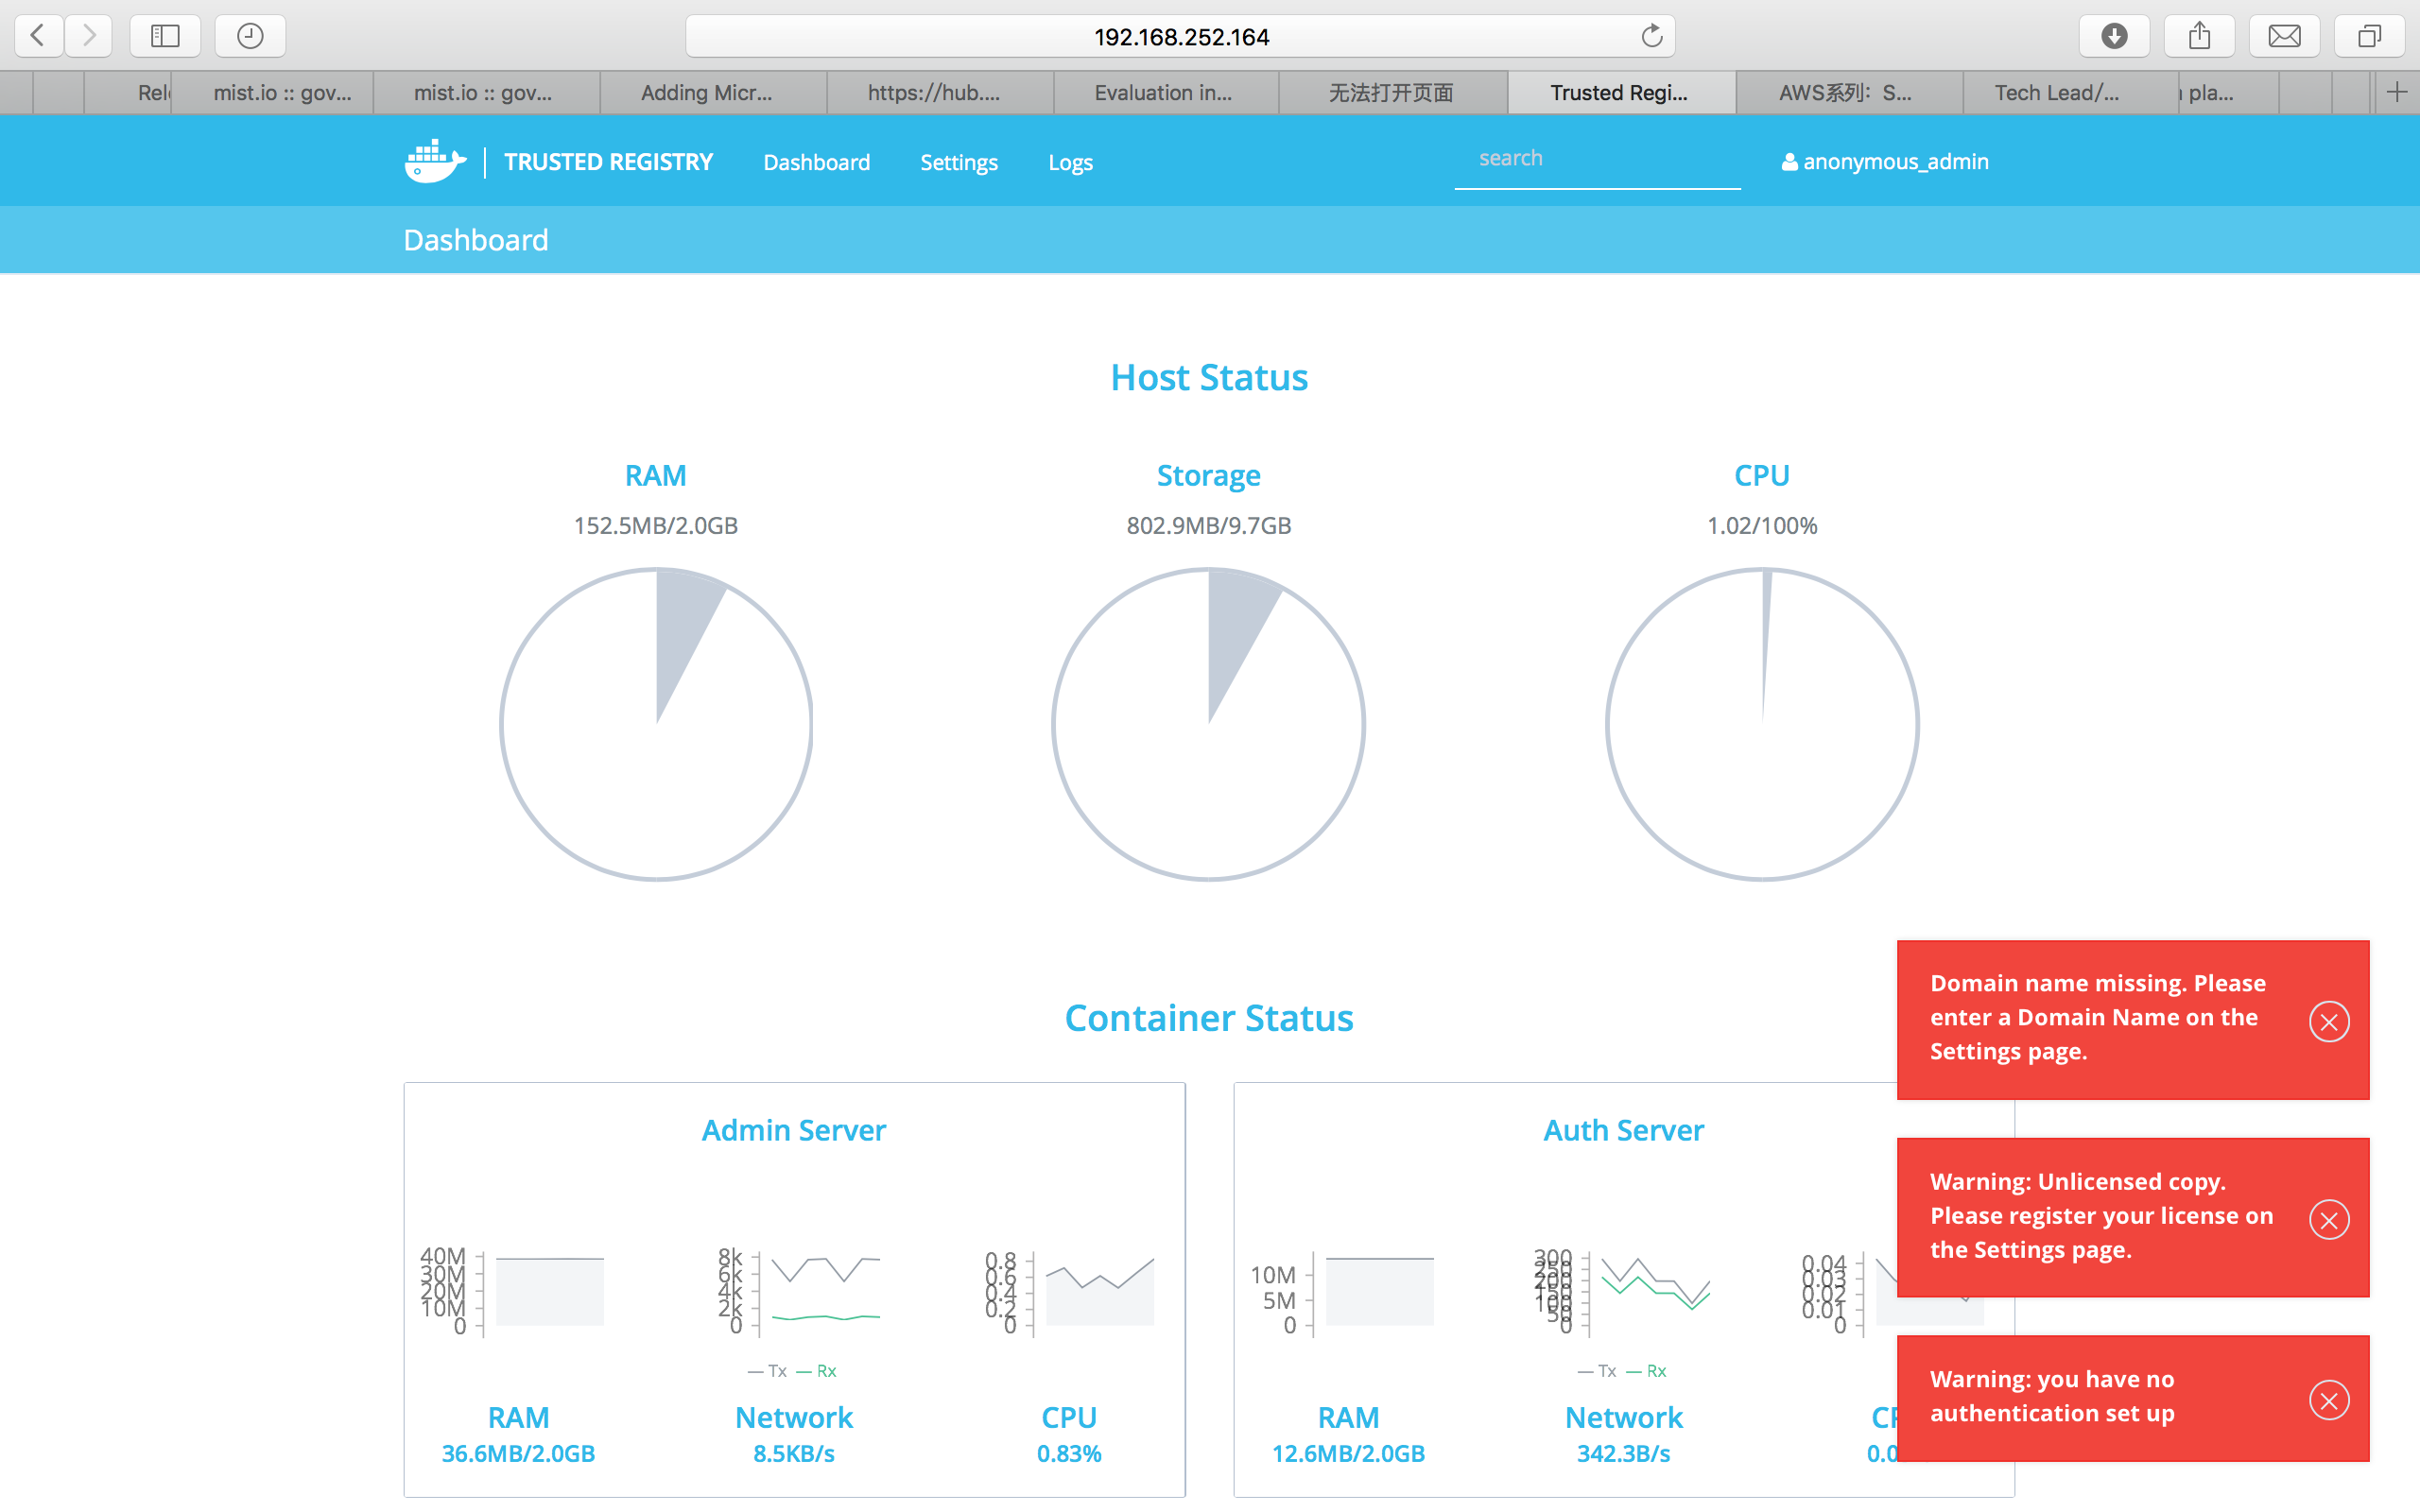 192.168.252.164
Rel
mist.io :: gov...
mist.io :: gov...
Adding Micr...
https://hub....
Evaluation in...
无法打开页面
Trusted Regi...
AWS系列：S...
Tech Lead/...
pla...
TRUSTED REGISTRY
Dashboard
Settings
Logs
search
anonymous_admin
Dashboard
Host Status
RAM
Storage
CPU
152.5MB/2.0GB
802.9MB/9.7GB
1.02/100%
Container Status
Domain name missing. Please
enter a Domain Name on the
Settings page.
Admin Server
Auth Server
Warning: Unlicensed copy.
Please register your license on
the Settings page.
40M
30M
20M
10M
0
8k
6k
4k
2k
0
0.8
0.6
0.4
0.2
0
10M
5M
0
300
250
200
150
100
50
0
0.04
0.03
0.02
0.01
0
Tx Rx
Tx Rx
Warning: you have no
authentication set up
RAM
Network
CPU
RAM
Network
36.6MB/2.0GB
8.5KB/s
0.83%
12.6MB/2.0GB
342.3B/s
0.0